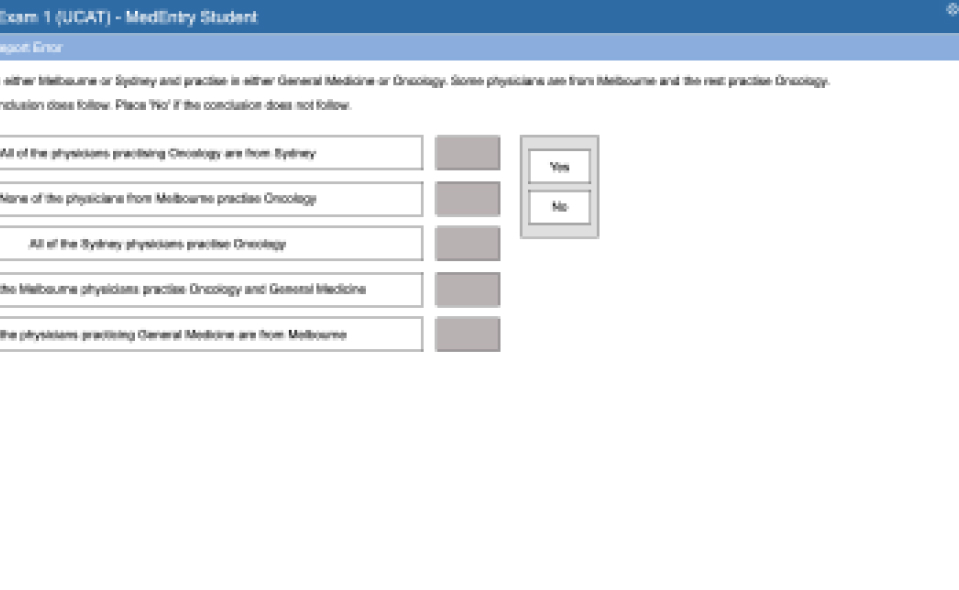 Exam 1 (UCAT) - MedEntry Student
eport Error
either Melbourne or Sydney and practise in either General Medicine or Oncology. Some physicians are from Melbourne and the rest practise Oncology.
nclusion does follow. Place 'No' if the conclusion does not follow.
All of the physicians practising Oncology are from Sydney
Yes
None of the physicians from Melbourne practise Oncology
No
All of the Sydney physicians practise Oncology
the Melbourne physicians practise Oncology and General Medicine
the physicians practicing General Medicine are from Melbourne